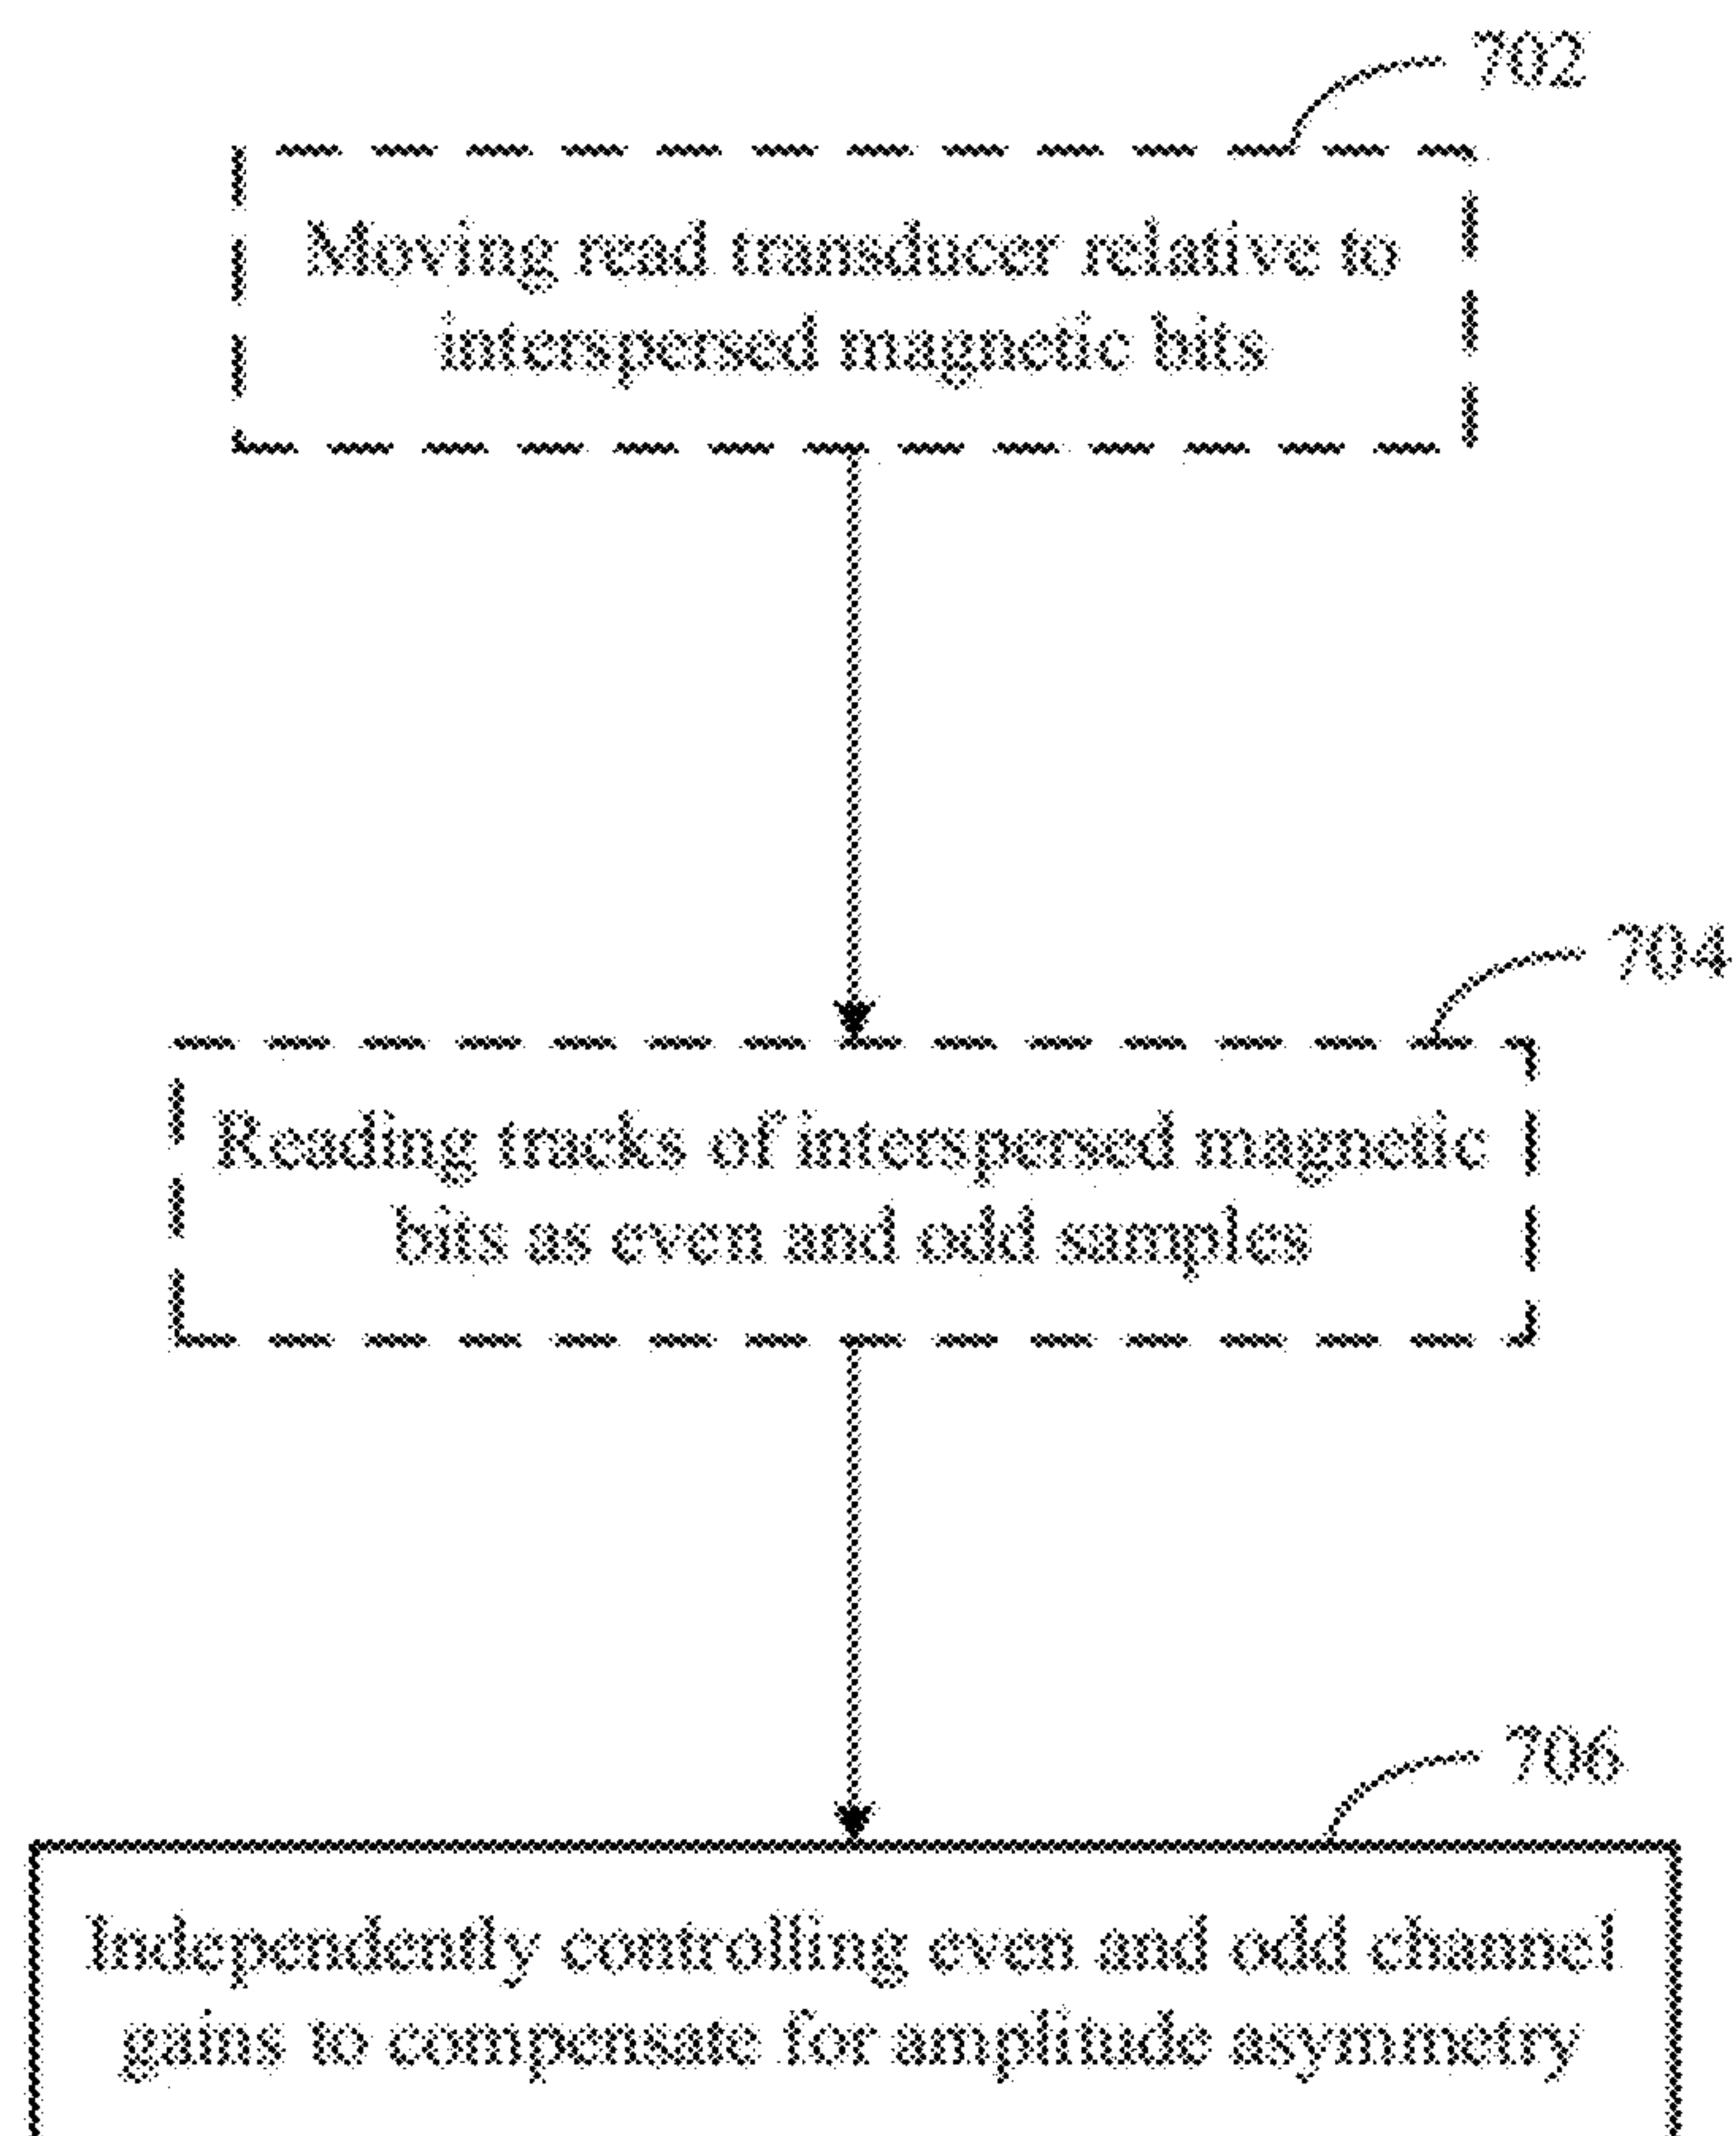 702
Moving read transducer relative to
interspersed magnetic bits
704
Reading tracks of interspersed magnetic
bits as even and odd samples
706
Independently controlling even and odd channel
gains to compensate for amplitude asymmetry